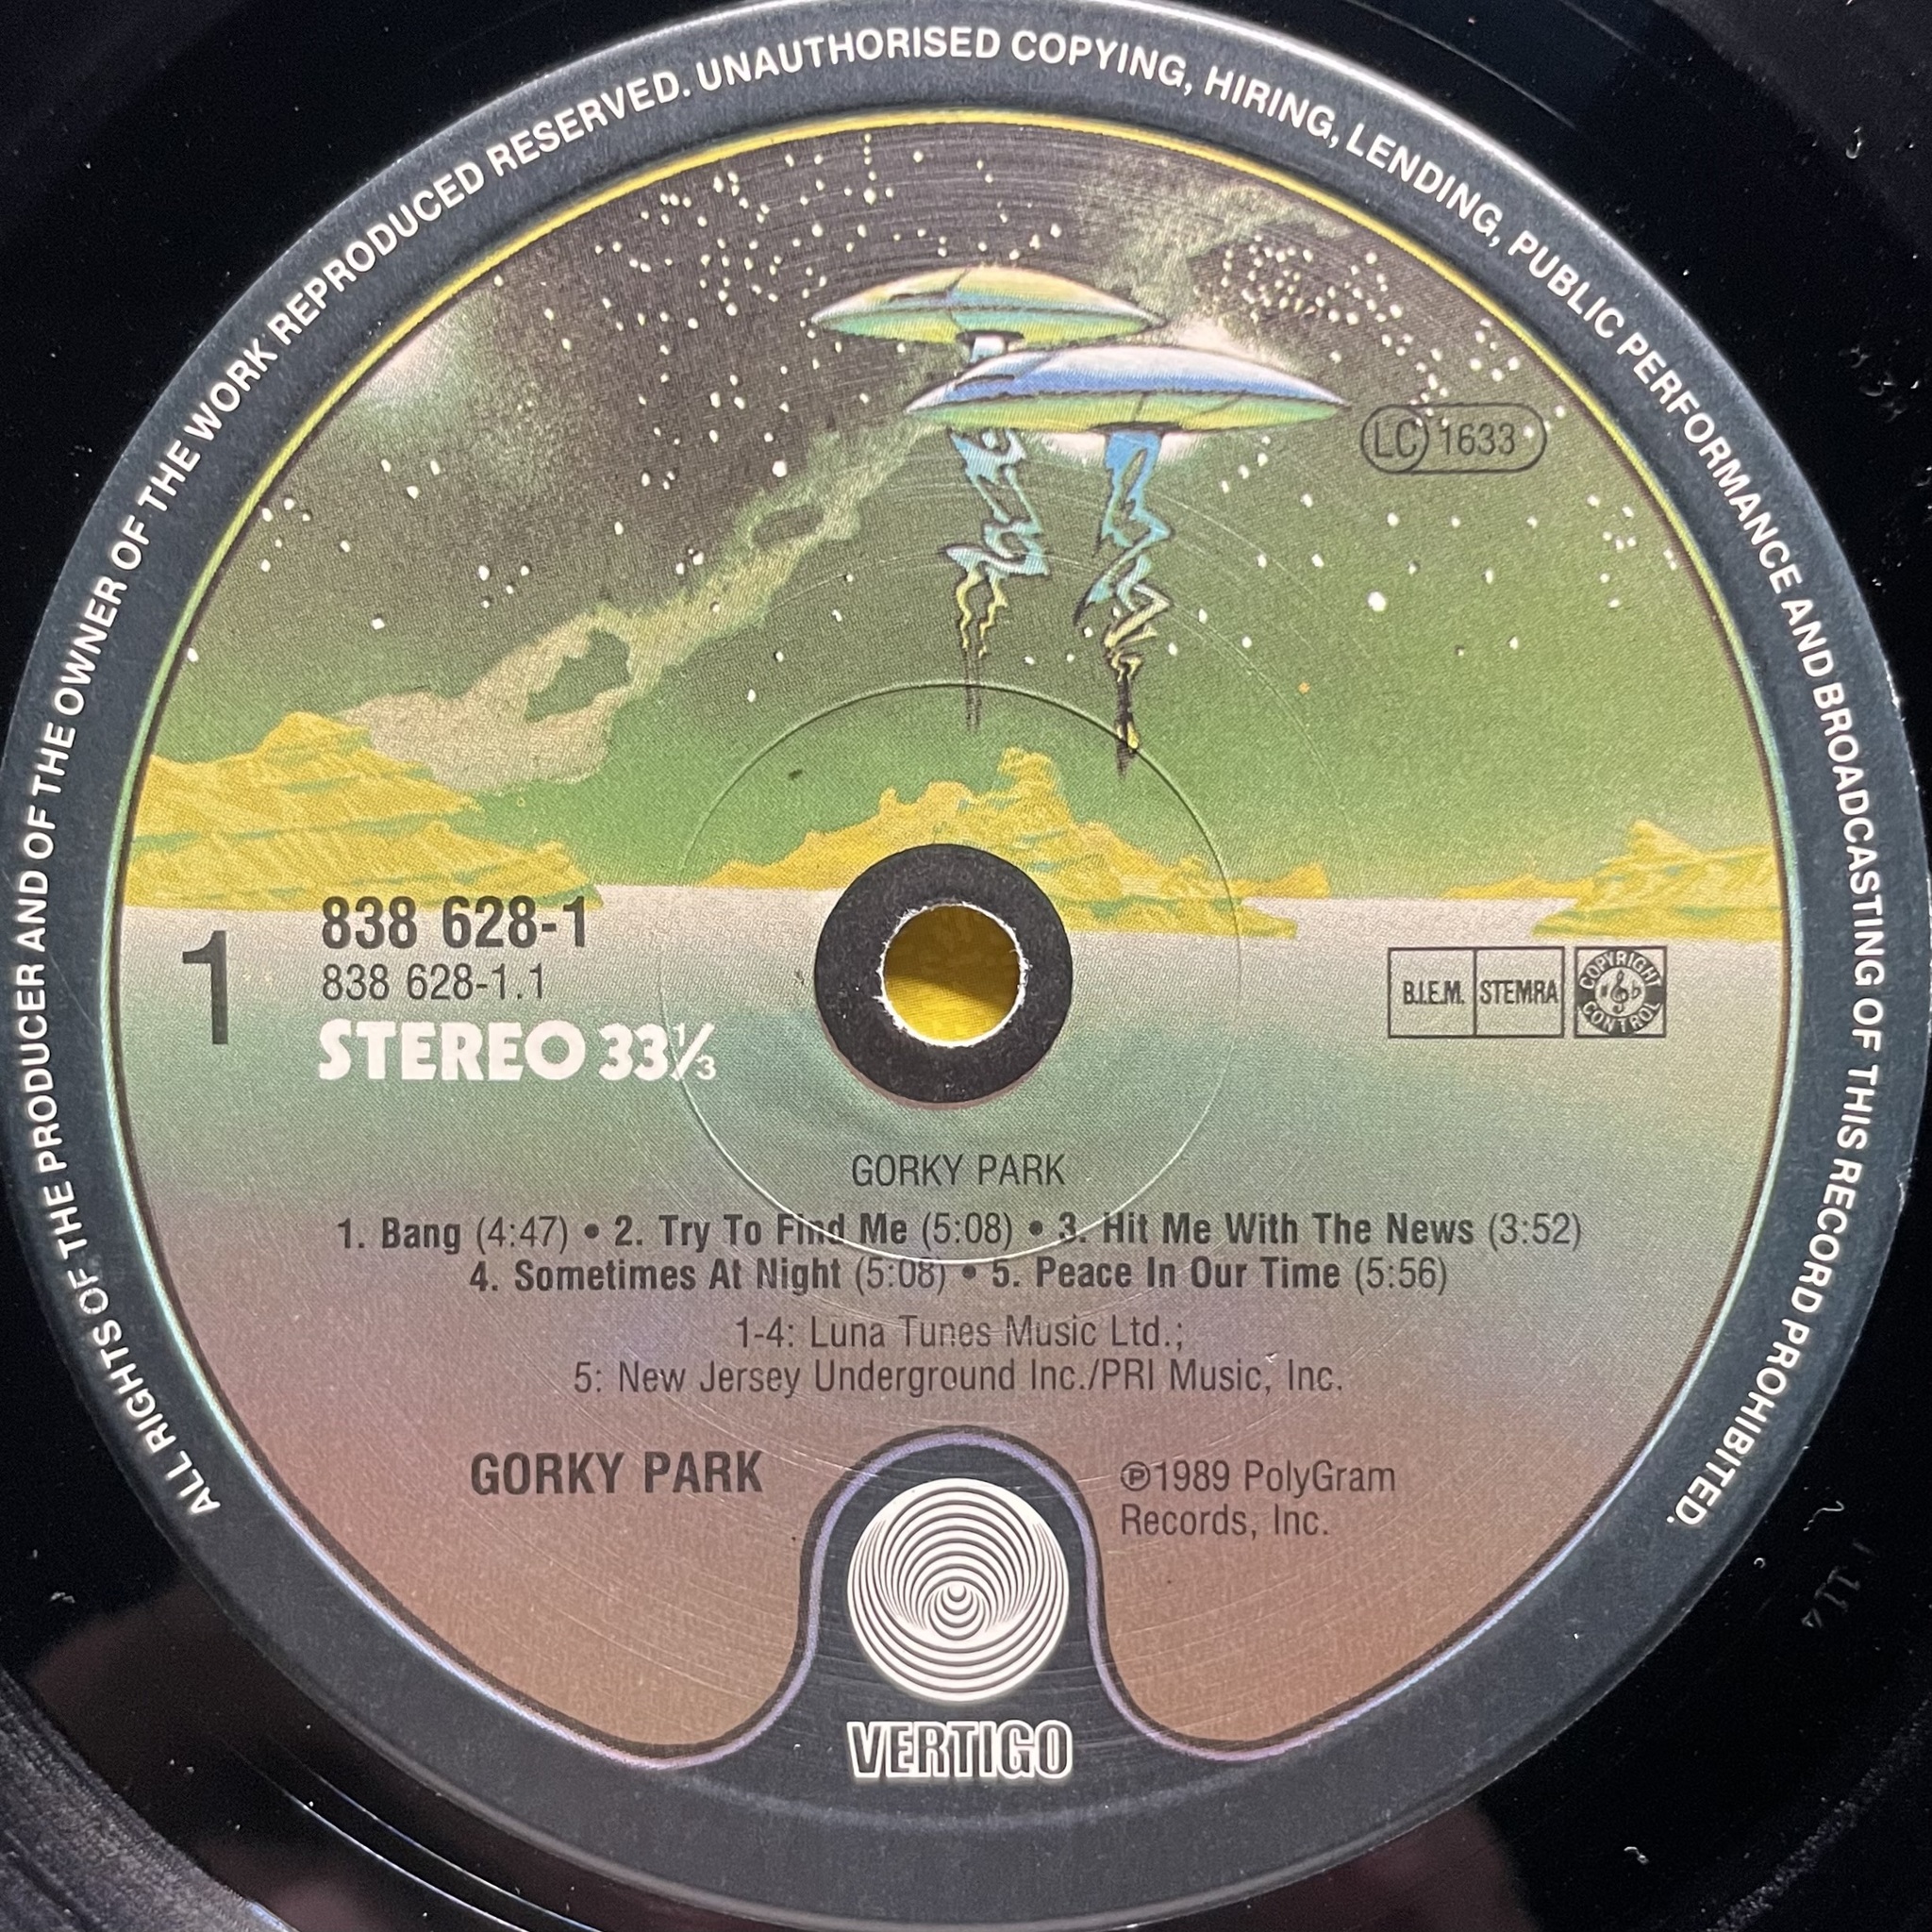 ALL RIGHTS OF THE PRODUCER AND OF THE OWNER OF THE WORK REPRODUCED RESERVED. UNAUTHORISED COPYING, HIRING, LENDING, PUBLIC PERFORMANCE AND BROADCASTING OF THIS RECORD PROHIBITED.
LC 1633
1
838 628-1
838 628-1.1
STEREO 33⅓
B.I.E.M. STEMRA
COPYRIGHT CONTROL
GORKY PARK
1. Bang (4:47) • 2. Try To Find Me (5:08) • 3. Hit Me With The News (3:52)
4. Sometimes At Night (5:08) • 5. Peace In Our Time (5:56)
1-4: Luna Tunes Music Ltd.;
5: New Jersey Underground Inc./PRI Music, Inc.
GORKY PARK
℗1989 PolyGram
Records, Inc.
VERTIGO